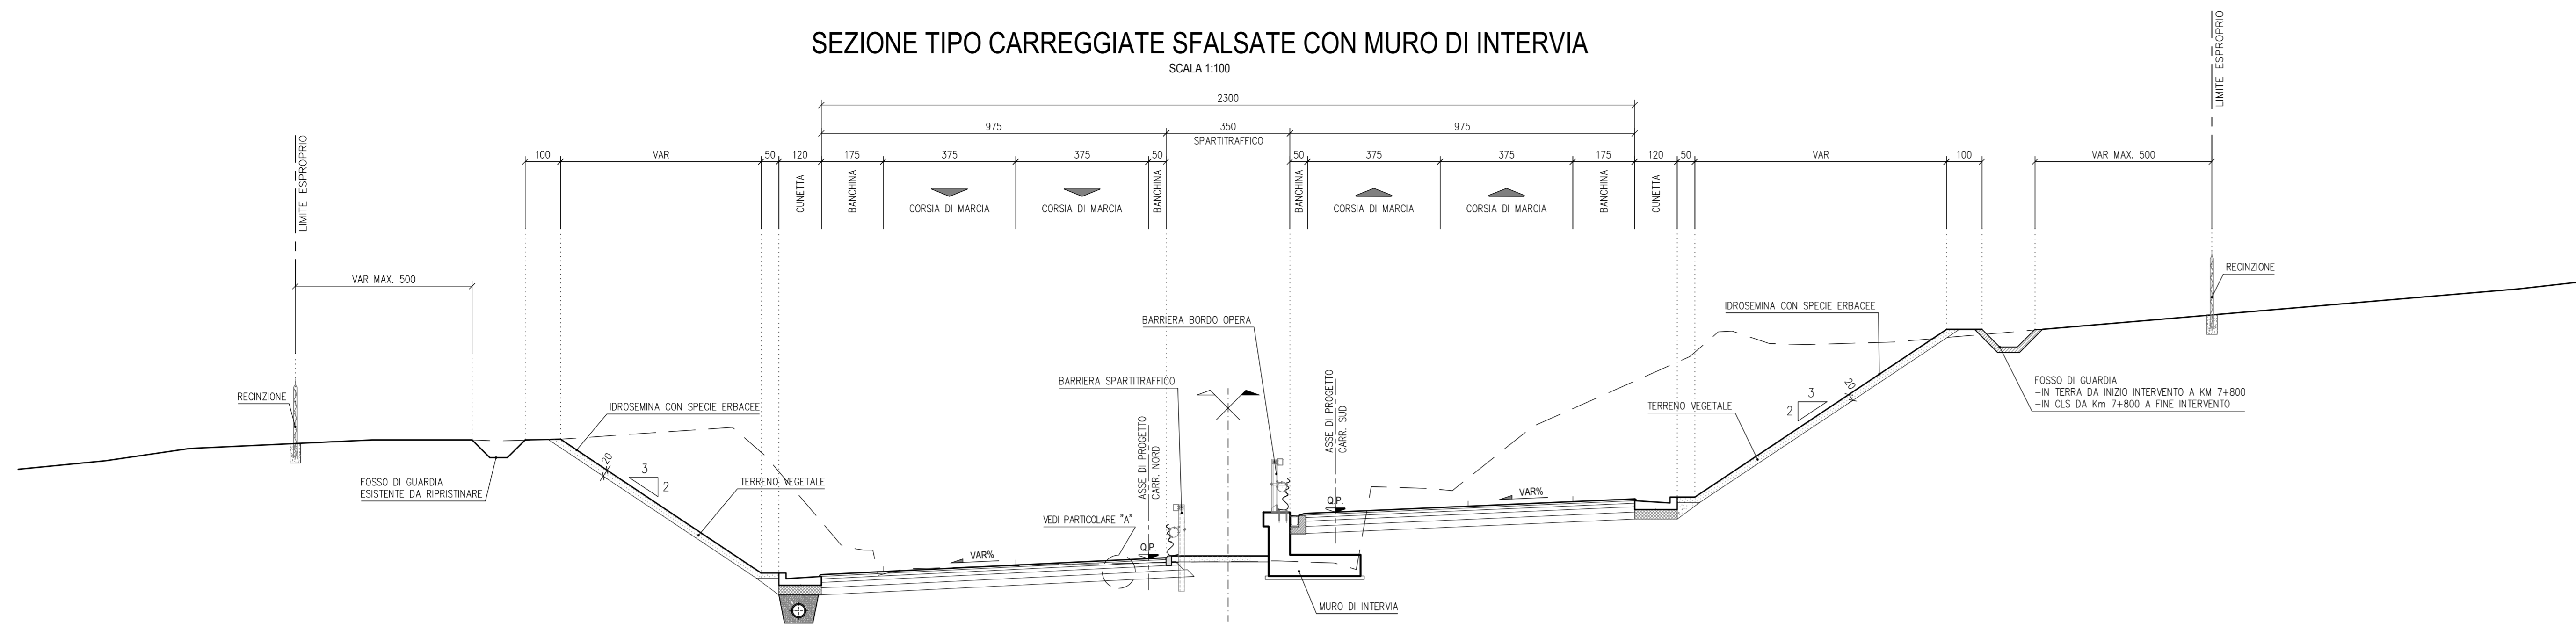 SEZIONE TIPO CARREGGIATE SFALSATE CON MURO DI INTERVIA
SCALA 1:100
LIMITE ESPROPRIO
LIMITE ESPROPRIO
2300
975
350
975
SPARTITRAFFICO
100
VAR
50
120
175
375
375
50
50
375
375
175
120
50
VAR
100
VAR MAX. 500
CUNETTA
BANCHINA
CORSIA DI MARCIA
CORSIA DI MARCIA
BANCHINA
BANCHINA
CORSIA DI MARCIA
CORSIA DI MARCIA
BANCHINA
CUNETTA
VAR MAX. 500
RECINZIONE
IDROSEMINA CON SPECIE ERBACEE
BARRIERA BORDO OPERA
BARRIERA SPARTITRAFFICO
RECINZIONE
IDROSEMINA CON SPECIE ERBACEE
ASSE DI PROGETTO
CARR. SUD
ASSE DI PROGETTO
CARR. NORD
20
3
2
TERRENO VEGETALE
FOSSO DI GUARDIA
-IN TERRA DA INIZIO INTERVENTO A KM 7+800
-IN CLS DA Km 7+800 A FINE INTERVENTO
20
3
2
FOSSO DI GUARDIA
ESISTENTE DA RIPRISTINARE
TERRENO VEGETALE
VAR%
Q.P.
VEDI PARTICOLARE "A"
Q.P.
VAR%
MURO DI INTERVIA